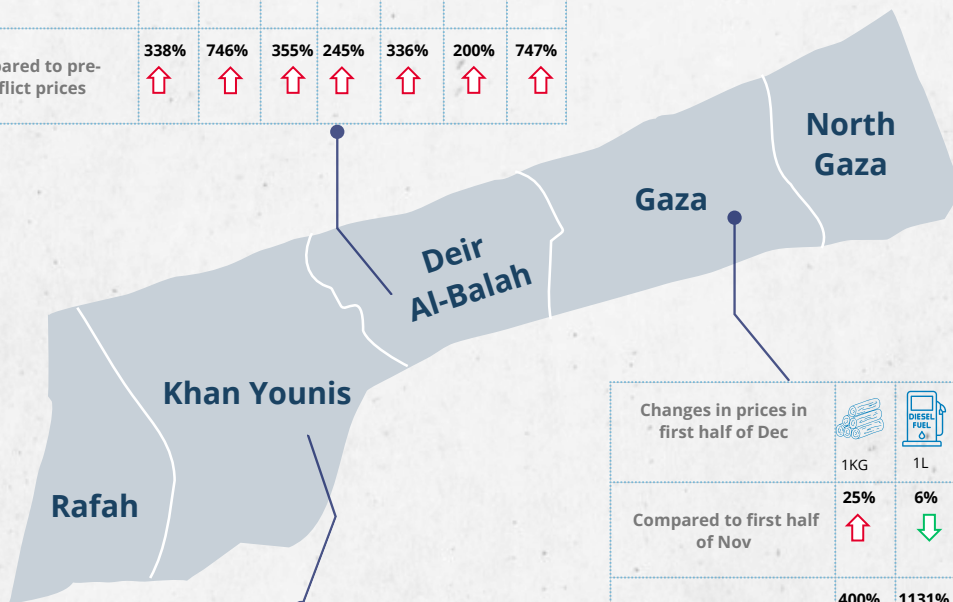 338% 746% 355% 245% 336% 200% 747%
pared to pre-
flict prices
North
Gaza
Gaza
Deir
Al-Balah
Khan Younis
Rafah
Changes in prices in
first half of Dec
DIESEL
FUEL
1KG 1L
Compared to first half
of Nov
25% 6%
400% 1131%